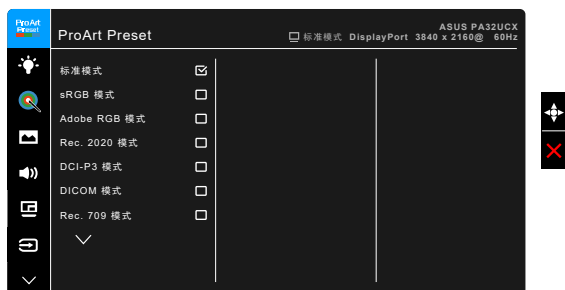 ProArt
Preset
ProArt Preset
ASUS PA32UCX
标准模式 DisplayPort 3840 x 2160@ 60Hz
标准模式
sRGB 模式
Adobe RGB 模式
Rec. 2020 模式
DCI-P3 模式
DICOM 模式
Rec. 709 模式